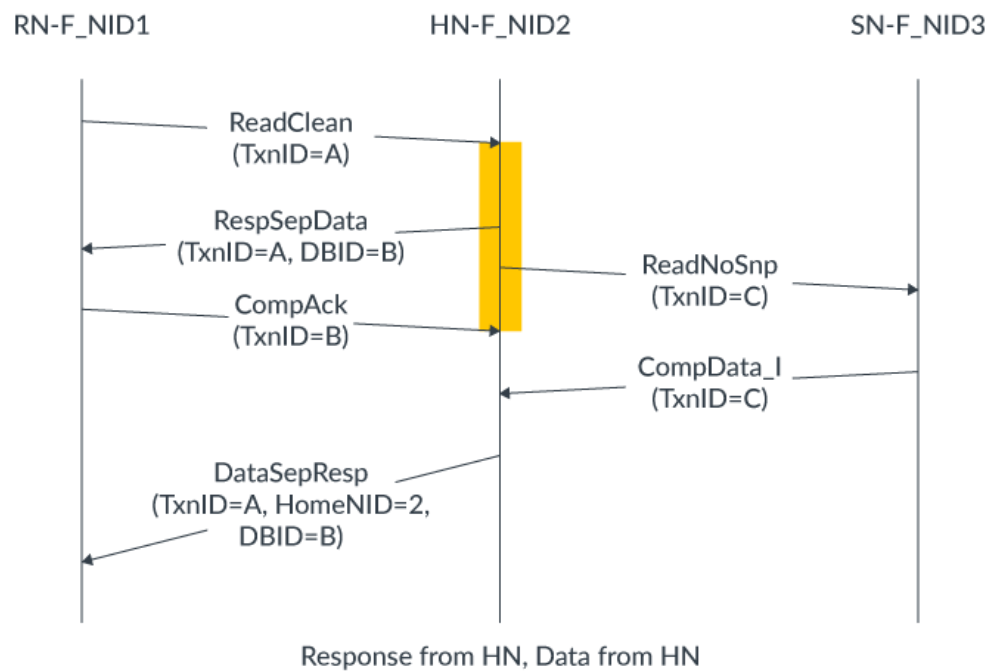 RN-F_NID1
HN-F_NID2
SN-F_NID3
ReadClean
(TxnID=A)
RespSepData
(TxnID=A, DBID=B)
ReadNoSnp
(TxnID=C)
CompAck
(TxnID=B)
CompData_I
(TxnID=C)
DataSepResp
(TxnID=A, HomeNID=2,
DBID=B)
Response from HN, Data from HN